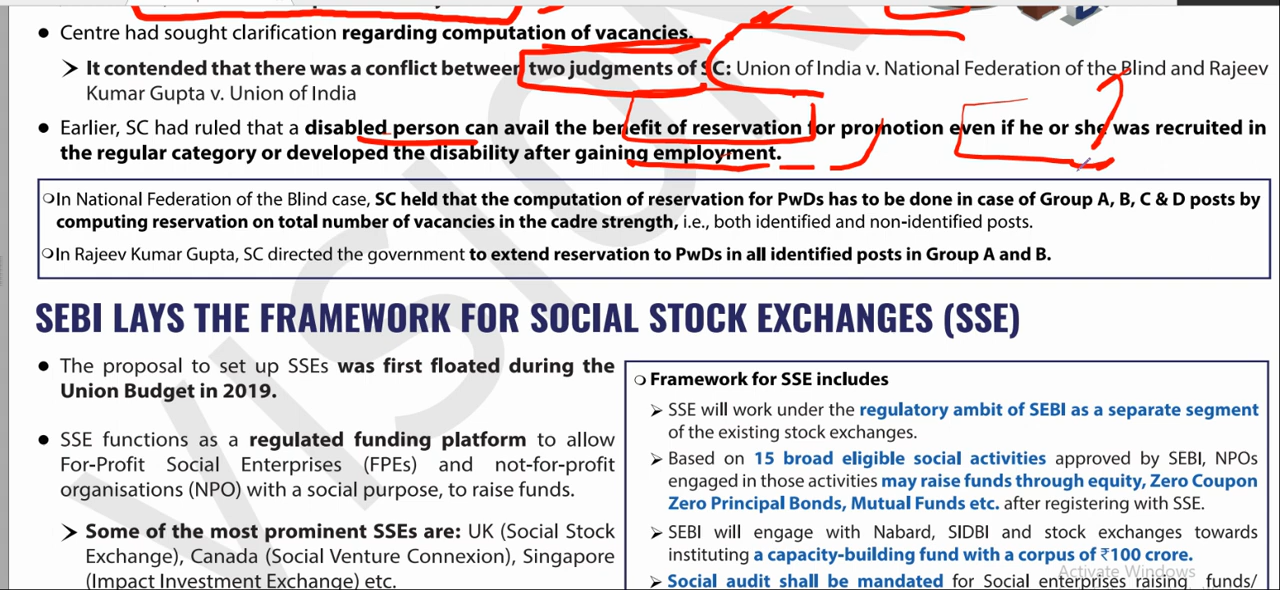 ● Centre had sought clarification regarding computation of vacancies.
➤ It contended that there was a conflict between two judgments of SC: Union of India v. National Federation of the Blind and Rajeev
Kumar Gupta v. Union of India
● Earlier, SC had ruled that a disabled person can avail the benefit of reservation for promotion even if he or she was recruited in
the regular category or developed the disability after gaining employment.
○In National Federation of the Blind case, SC held that the computation of reservation for PwDs has to be done in case of Group A, B, C & D posts by
computing reservation on total number of vacancies in the cadre strength, i.e., both identified and non-identified posts.
○In Rajeev Kumar Gupta, SC directed the government to extend reservation to PwDs in all identified posts in Group A and B.
SEBI LAYS THE FRAMEWORK FOR SOCIAL STOCK EXCHANGES (SSE)
● The proposal to set up SSEs was first floated during the
Union Budget in 2019.
● SSE functions as a regulated funding platform to allow
For-Profit Social Enterprises (FPEs) and not-for-profit
organisations (NPO) with a social purpose, to raise funds.
➤ Some of the most prominent SSEs are: UK (Social Stock
Exchange), Canada (Social Venture Connexion), Singapore
(Impact Investment Exchange) etc.
○ Framework for SSE includes
➤ SSE will work under the regulatory ambit of SEBI as a separate segment
of the existing stock exchanges.
➤ Based on 15 broad eligible social activities approved by SEBI, NPOs
engaged in those activities may raise funds through equity, Zero Coupon
Zero Principal Bonds, Mutual Funds etc. after registering with SSE.
➤ SEBI will engage with Nabard, SIDBI and stock exchanges towards
instituting a capacity-building fund with a corpus of ₹100 crore.
➤ Social audit shall be mandated for Social enterprises raising funds/
Activate Windows
VISION